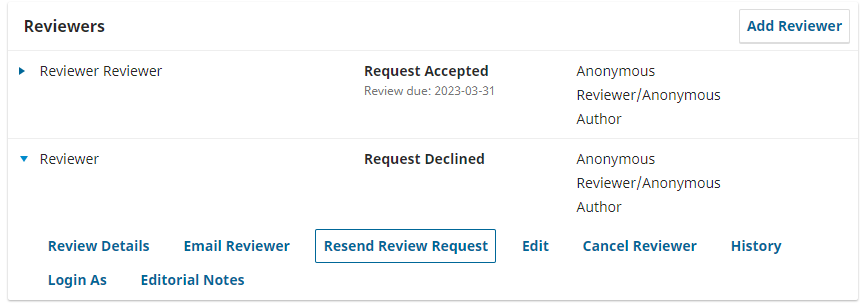 Reviewers
Add Reviewer
Reviewer Reviewer
Request Accepted
Review due: 2023-03-31
Anonymous
Reviewer/Anonymous
Author
Reviewer
Request Declined
Anonymous
Reviewer/Anonymous
Author
Review Details Email Reviewer Resend Review Request Edit Cancel Reviewer History
Login As Editorial Notes